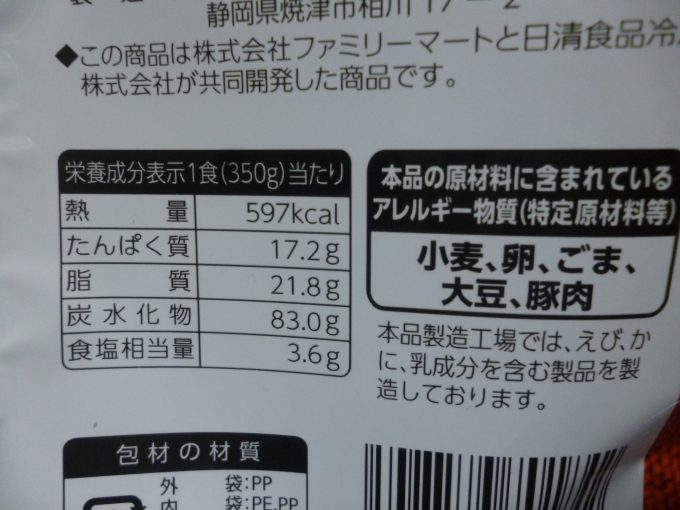 静岡県焼津市相川17-2
◆この商品は株式会社ファミリーマートと日清食品冷
株式会社が共同開発した商品です。
栄養成分表示1食(350g)当たり
熱量 597kcal
たんぱく質 17.2g
脂質 21.8g
炭水化物 83.0g
食塩相当量 3.6g
本品の原材料に含まれている
アレルギー物質(特定原材料等)
小麦、卵、ごま、
大豆、豚肉
本品製造工場では、えび、か
に、乳成分を含む製品を製
造しております。
包材の材質
外 袋:PP
内 袋:PE,PP